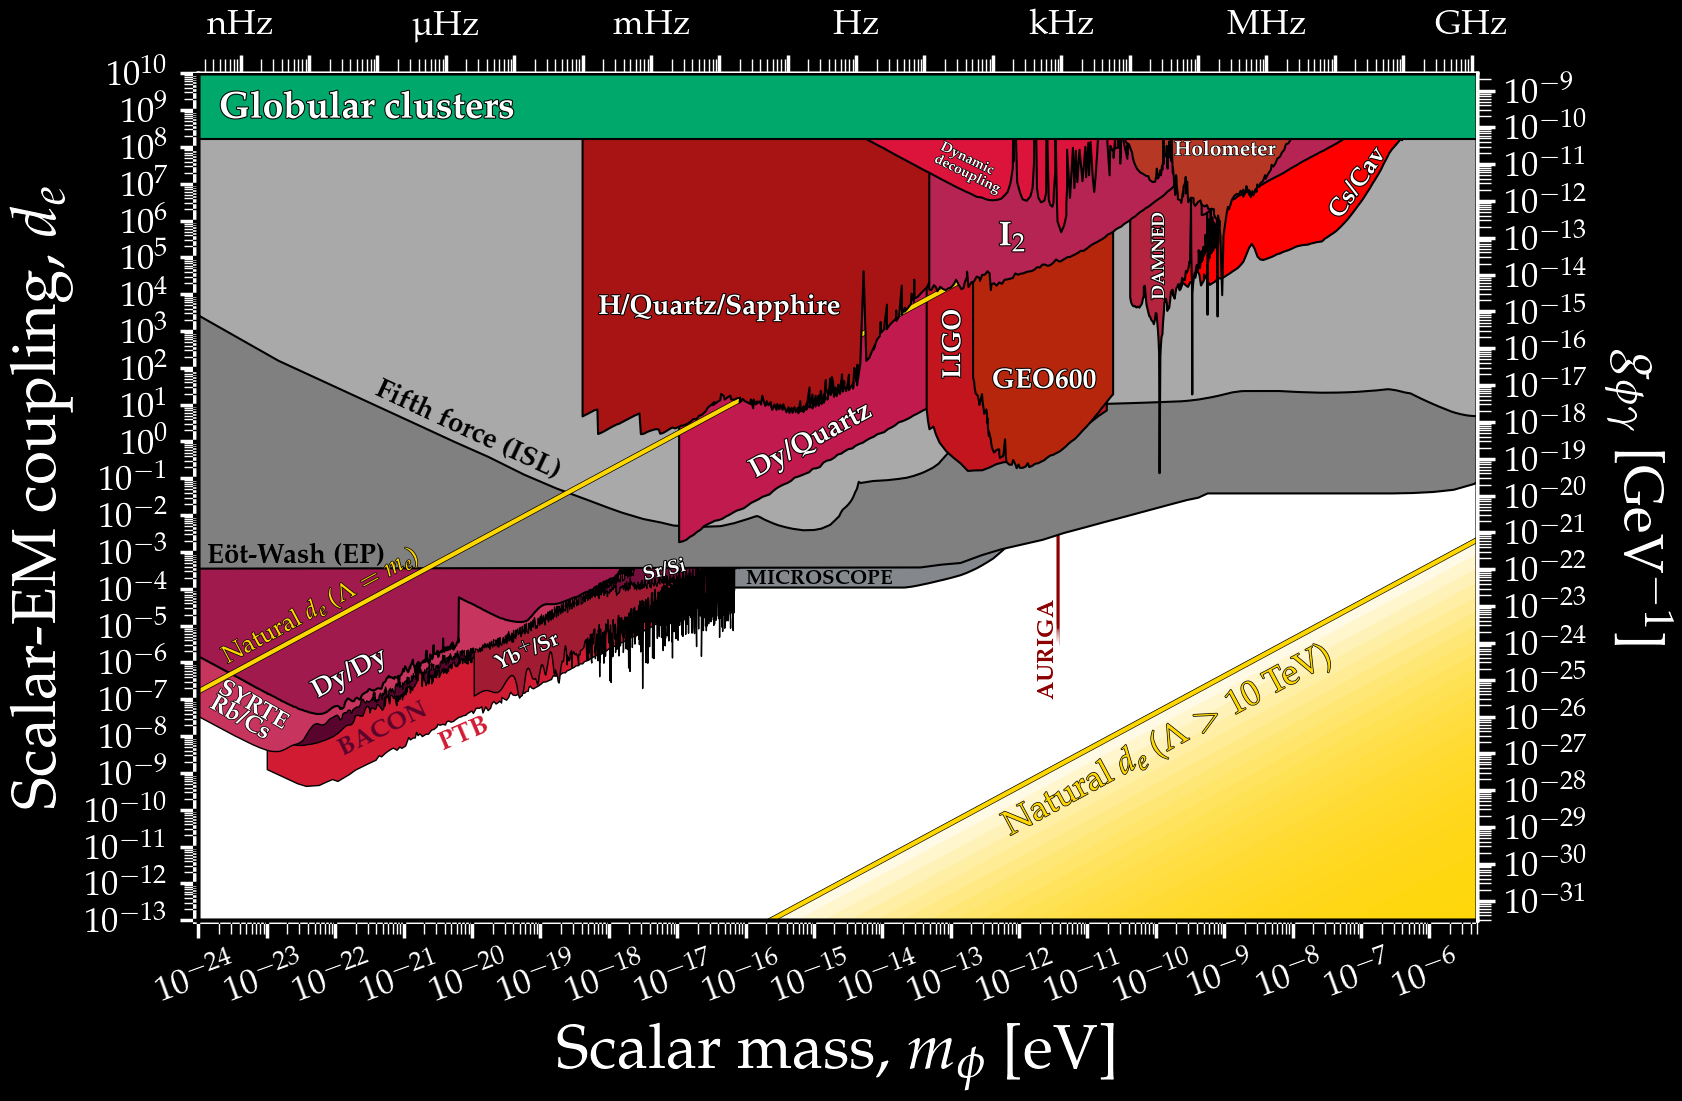 nHz μHz mHz Hz kHz MHz GHz
10^10
10^9
10^8
10^7
10^6
10^5
10^4
10^3
10^2
10^1
10^0
10^−1
10^−2
10^−3
10^−4
10^−5
10^−6
10^−7
10^−8
10^−9
10^−10
10^−11
10^−12
10^−13
Scalar-EM coupling, d_e
Globular clusters
Dynamic
decoupling
Holometer
Cs/Cav
I_2
DAMNED
H/Quartz/Sapphire
LIGO
GEO600
Fifth force (ISL)
Dy/Quartz
Eöt-Wash (EP)
Sr/Si
MICROSCOPE
Natural d_e (Λ = m_e)
Yb^+/Sr
Dy/Dy
SYRTE
Rb/Cs
BACON
PTB
AURIGA
Natural d_e (Λ > 10 TeV)
10^−9
10^−10
10^−11
10^−12
10^−13
10^−14
10^−15
10^−16
10^−17
10^−18
10^−19
10^−20
10^−21
10^−22
10^−23
10^−24
10^−25
10^−26
10^−27
10^−28
10^−29
10^−30
10^−31
g_ϕγ [GeV^−1]
10^−24 10^−23 10^−22 10^−21 10^−20 10^−19 10^−18 10^−17 10^−16 10^−15 10^−14 10^−13 10^−12 10^−11 10^−10 10^−9 10^−8 10^−7 10^−6
Scalar mass, m_ϕ [eV]